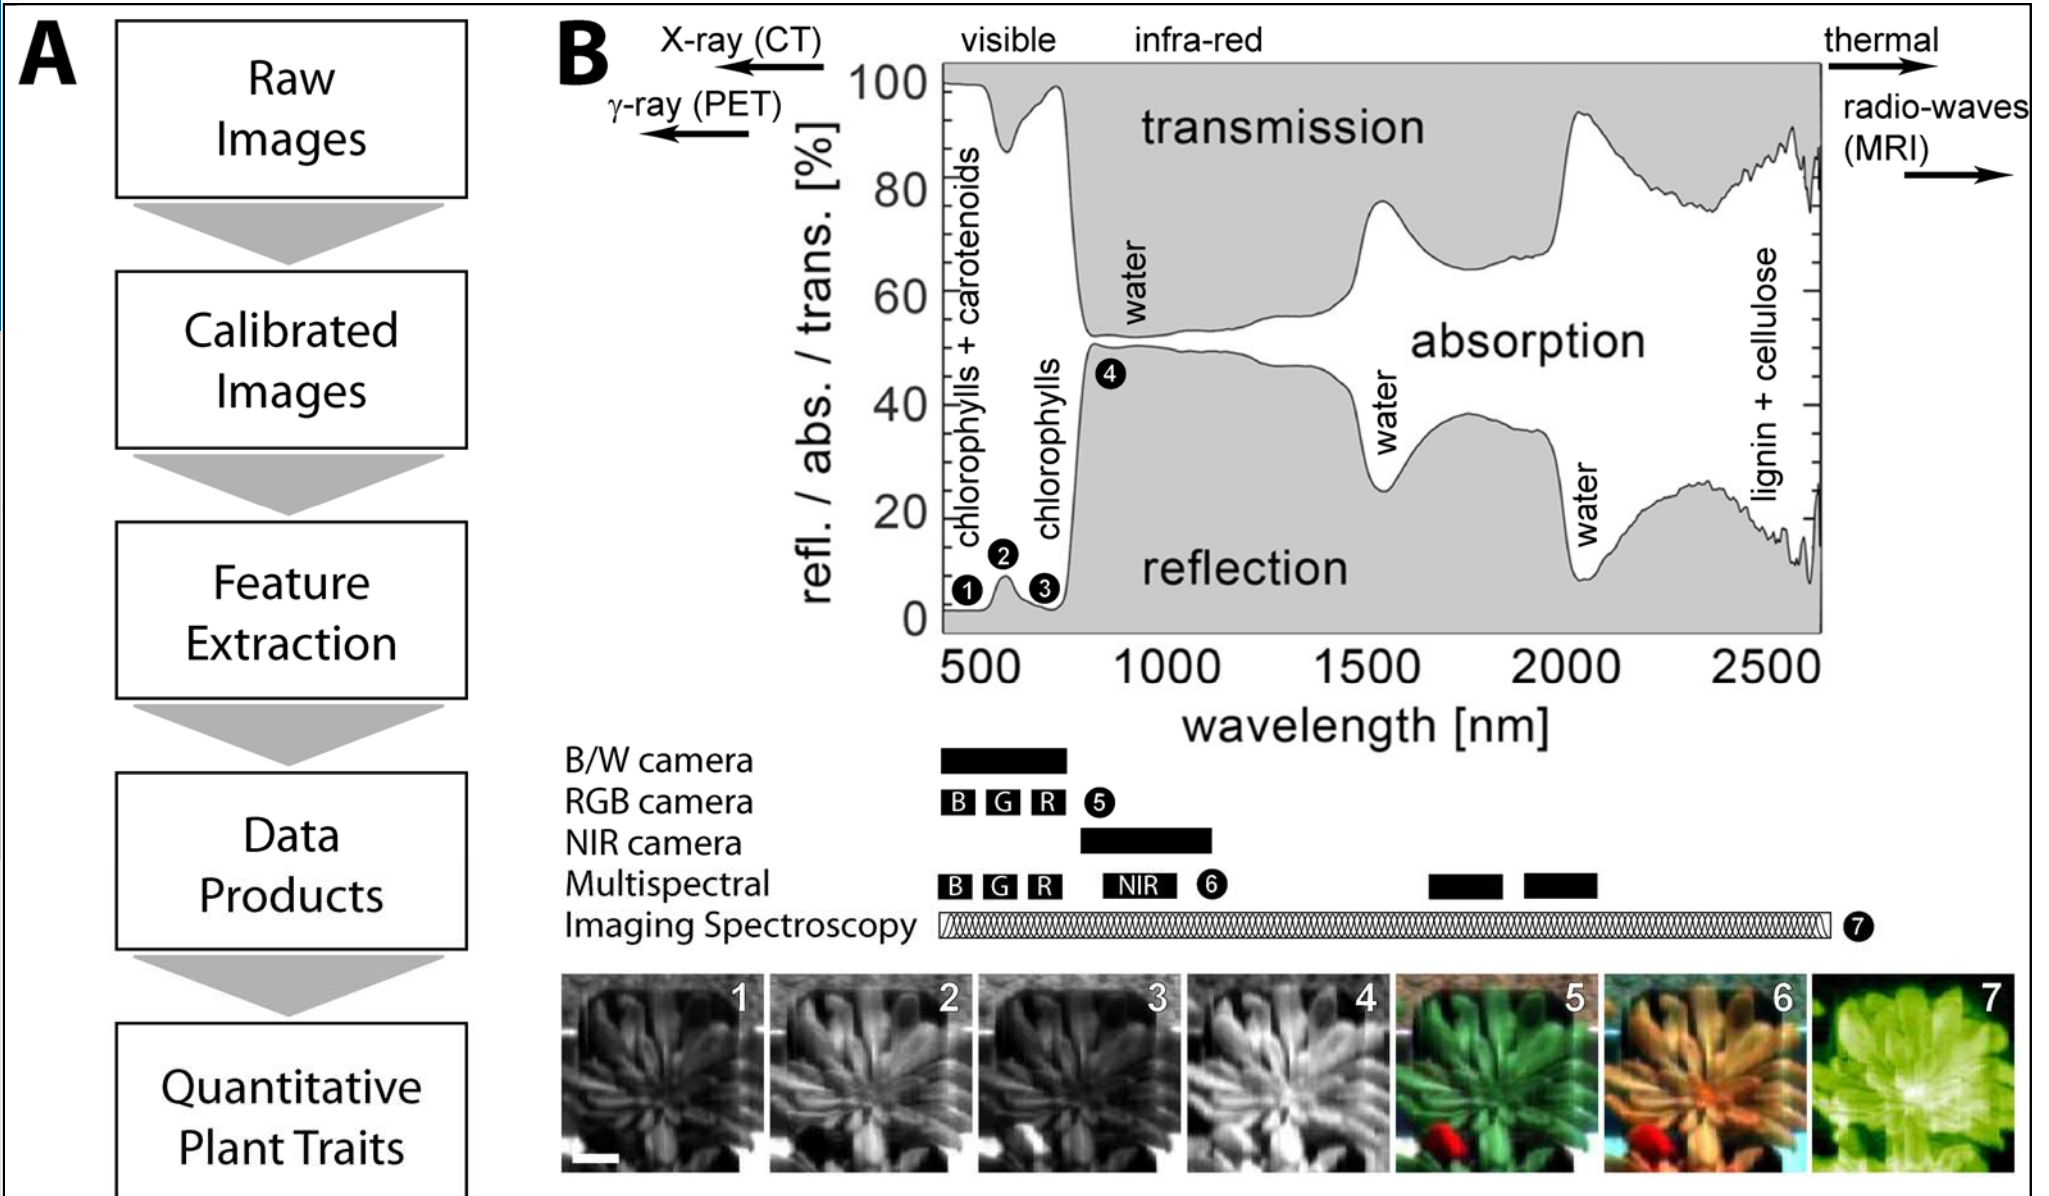 A
Raw
Images
Calibrated
Images
Feature
Extraction
Data
Products
Quantitative
Plant Traits
B
X-ray (CT)
γ-ray (PET)
visible
infra-red
thermal
radio-waves
(MRI)
refl. / abs. / trans. [%]
100
80
60
40
20
0
transmission
absorption
reflection
chlorophylls + carotenoids
chlorophylls
water
water
water
lignin + cellulose
1
2
3
4
500 1000 1500 2000 2500
wavelength [nm]
B/W camera
RGB camera B G R 5
NIR camera
Multispectral B G R NIR 6
Imaging Spectroscopy 7
1 2 3 4 5 6 7